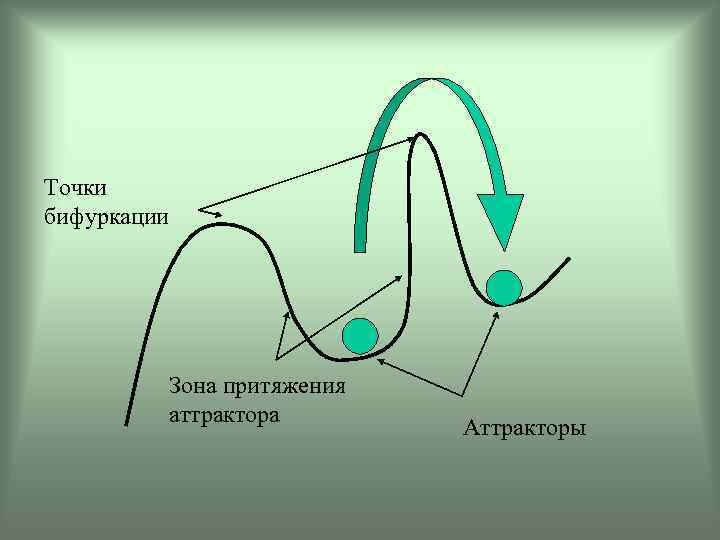 Точки
бифуркации
Зона притяжения
аттрактора
Аттракторы